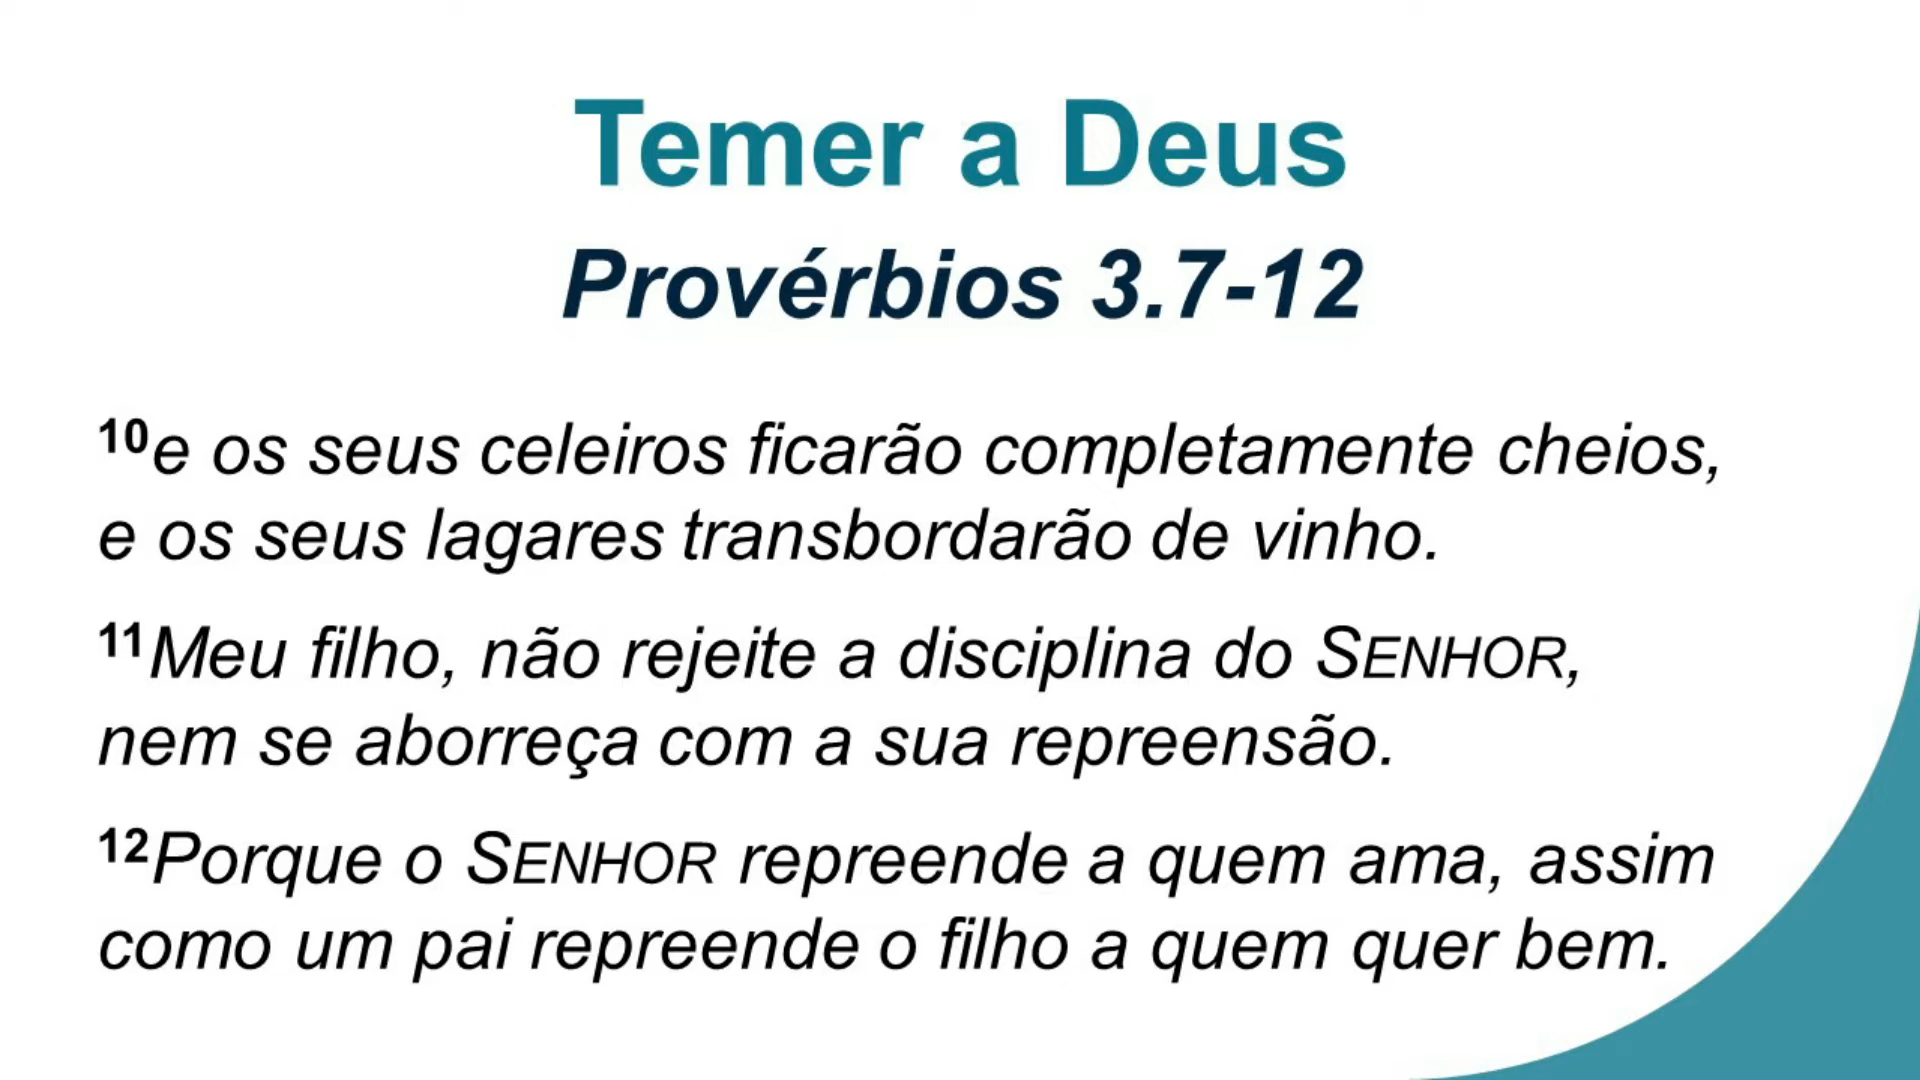 Temer a Deus
Provérbios 3.7-12
10e os seus celeiros ficarão completamente cheios,
e os seus lagares transbordarão de vinho.
11Meu filho, não rejeite a disciplina do SENHOR,
nem se aborreça com a sua repreensão.
12Porque o SENHOR repreende a quem ama, assim
como um pai repreende o filho a quem quer bem.